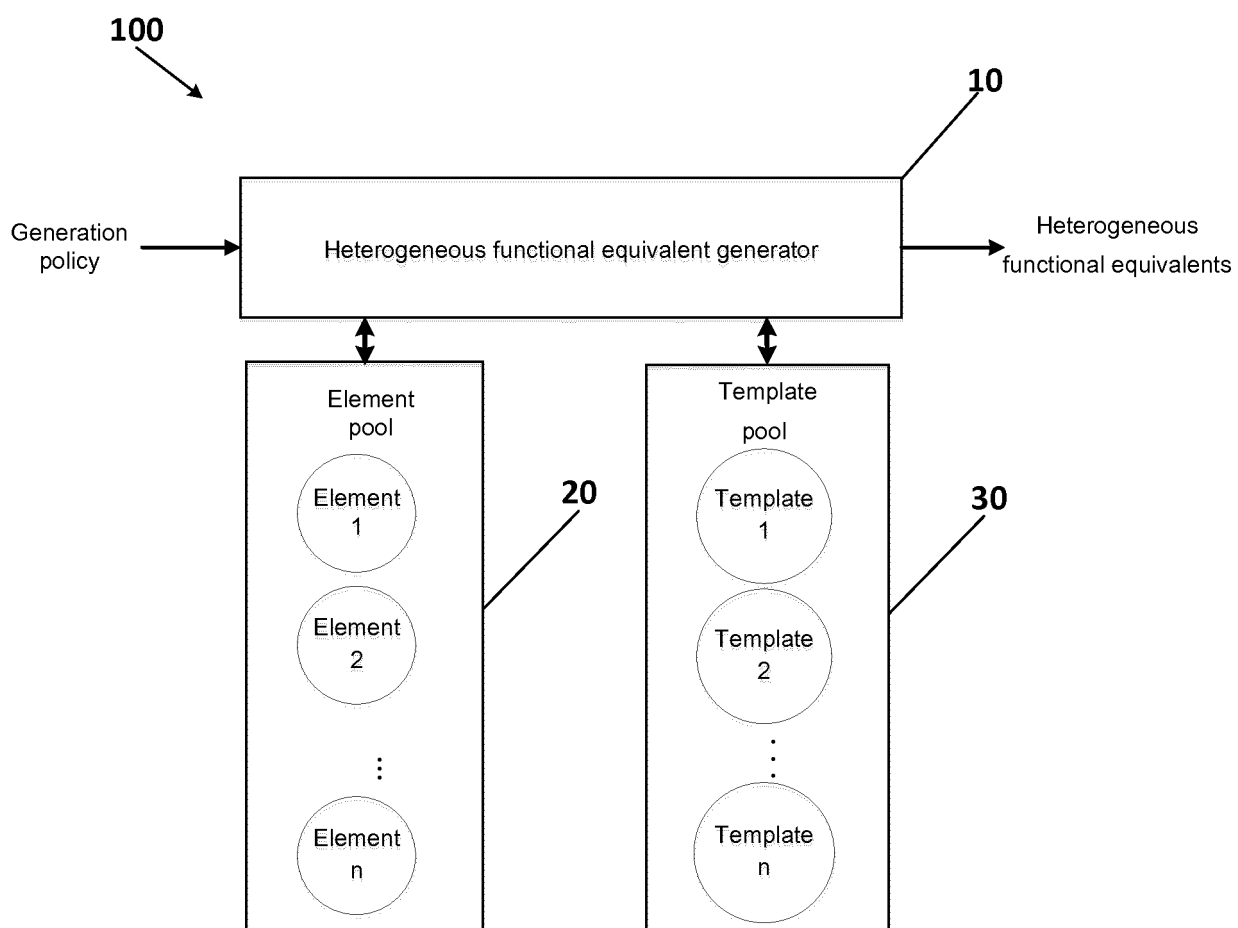 100
10
Generation
policy
Heterogeneous functional equivalent generator
Heterogeneous
functional equivalents
Element
pool
Element
1
Element
2
⋮
Element
n
20
Template
pool
Template
1
Template
2
⋮
Template
n
30